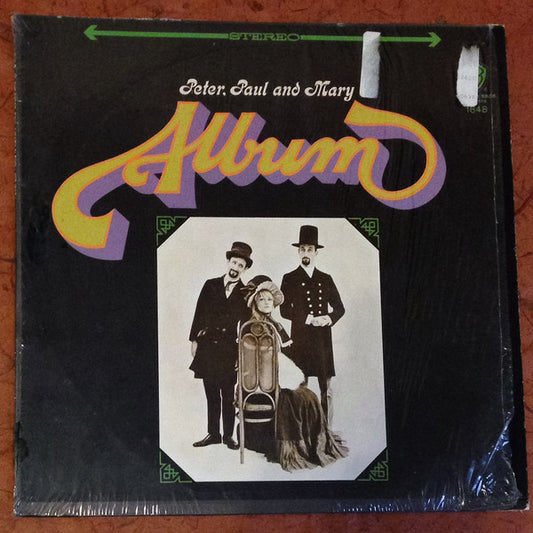 STEREO
Peter, Paul and Mary
Album
1648